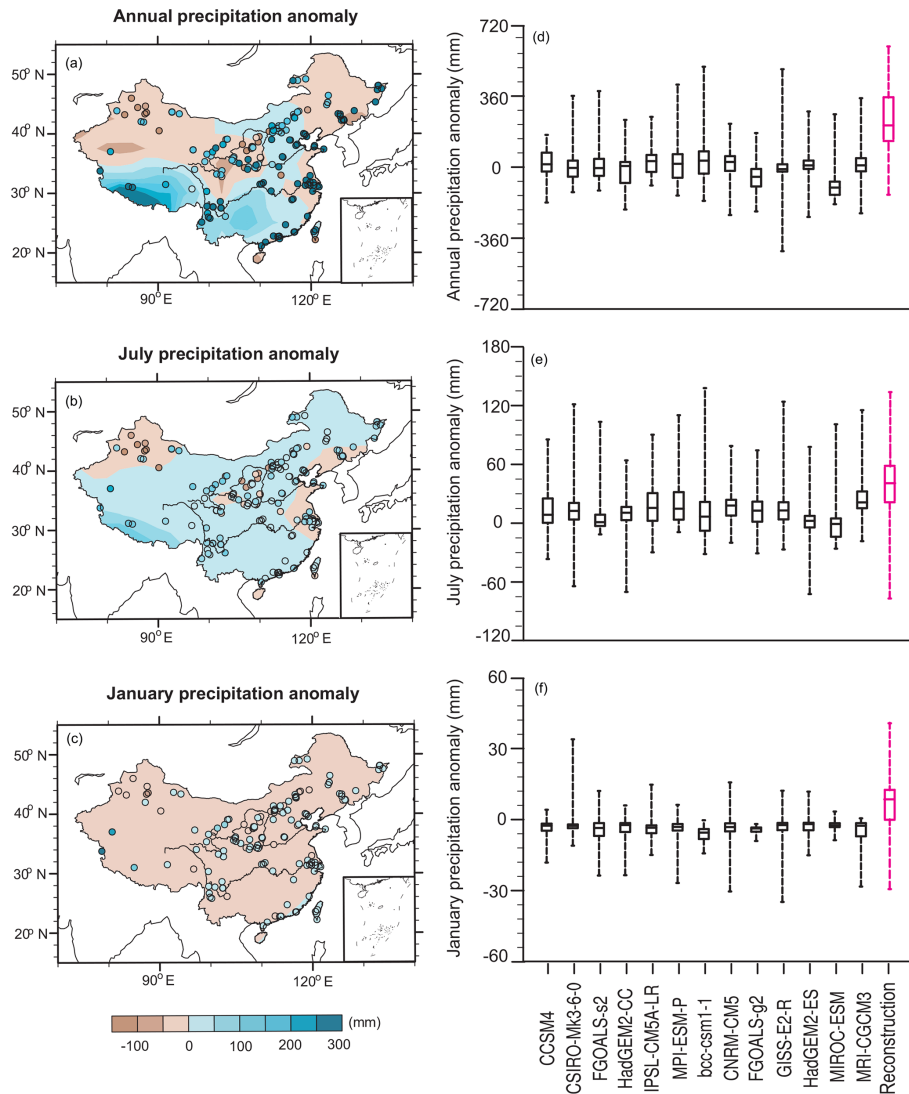 Annual precipitation anomaly
(a)
50° N
40° N
30° N
20° N
90° E
120° E
July precipitation anomaly
(b)
50° N
40° N
30° N
20° N
90° E
120° E
January precipitation anomaly
(c)
50° N
40° N
30° N
20° N
90° E
120° E
(mm)
-100
0
100
200
300
(d)
Annual precipitation anomaly (mm)
720
360
0
-360
-720
(e)
July precipitation anomaly (mm)
180
120
60
0
-60
-120
(f)
January precipitation anomaly (mm)
60
30
0
-30
-60
CCSM4
CSIRO-Mk3-6-0
FGOALS-s2
HadGEM2-CC
IPSL-CM5A-LR
MPI-ESM-P
bcc-csm1-1
CNRM-CM5
FGOALS-g2
GISS-E2-R
HadGEM2-ES
MIROC-ESM
MRI-CGCM3
Reconstruction